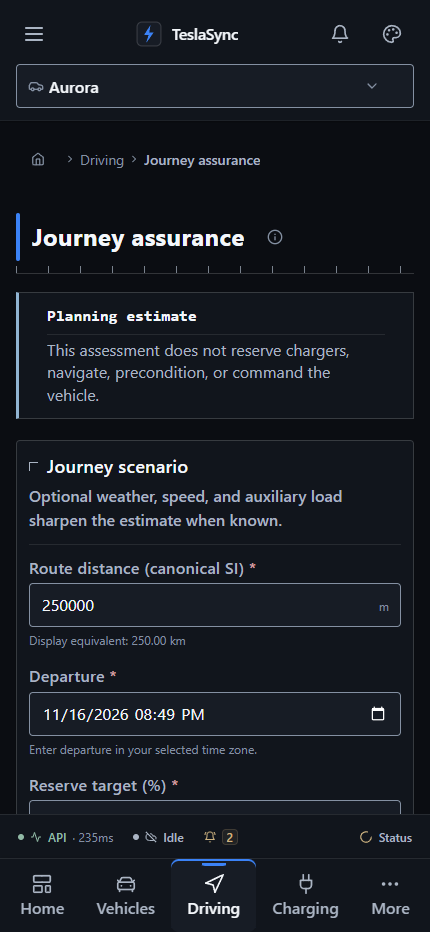 TeslaSync
Aurora
Driving
Journey assurance
Journey assurance
Planning estimate
This assessment does not reserve chargers,
navigate, precondition, or command the
vehicle.
Journey scenario
Optional weather, speed, and auxiliary load
sharpen the estimate when known.
Route distance (canonical SI) *
250000 m
Display equivalent: 250.00 km
Departure *
11/16/2026 08:49 PM
Enter departure in your selected time zone.
Reserve target (%) *
API · 235ms Idle 2 Status
Home Vehicles Driving Charging More